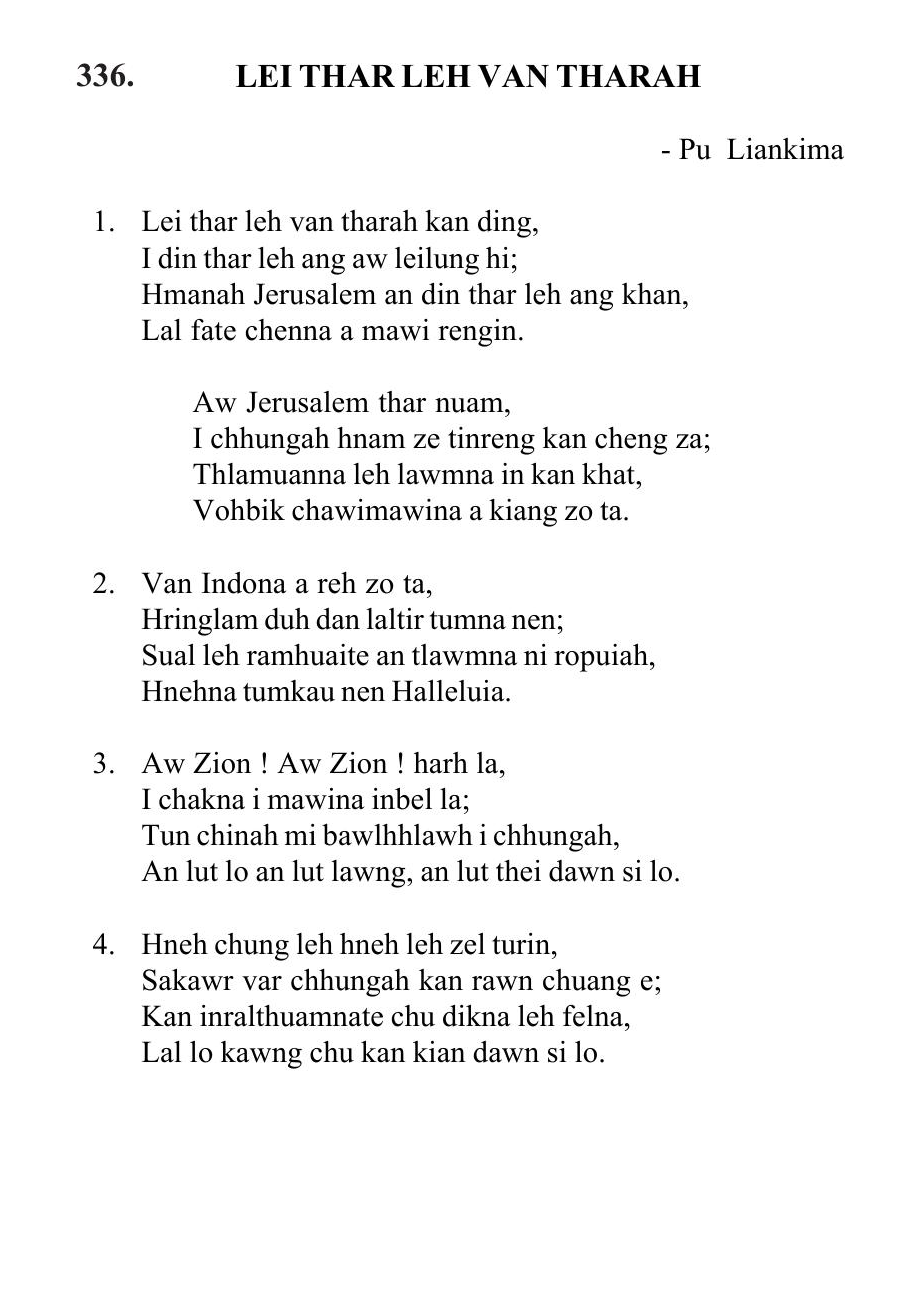 336. LEI THAR LEH VAN THARAH
- Pu Liankima
1. Lei thar leh van tharah kan ding,
I din thar leh ang aw leilung hi;
Hmanah Jerusalem an din thar leh ang khan,
Lal fate chenna a mawi rengin.
Aw Jerusalem thar nuam,
I chhungah hnam ze tinreng kan cheng za;
Thlamuanna leh lawmna in kan khat,
Vohbik chawimawina a kiang zo ta.
2. Van Indona a reh zo ta,
Hringlam duh dan laltir tumna nen;
Sual leh ramhuaite an tlawmna ni ropuiah,
Hnehna tumkau nen Halleluia.
3. Aw Zion ! Aw Zion ! harh la,
I chakna i mawina inbel la;
Tun chinah mi bawlhhlawh i chhungah,
An lut lo an lut lawng, an lut thei dawn si lo.
4. Hneh chung leh hneh leh zel turin,
Sakawr var chhungah kan rawn chuang e;
Kan inralthuamnate chu dikna leh felna,
Lal lo kawng chu kan kian dawn si lo.